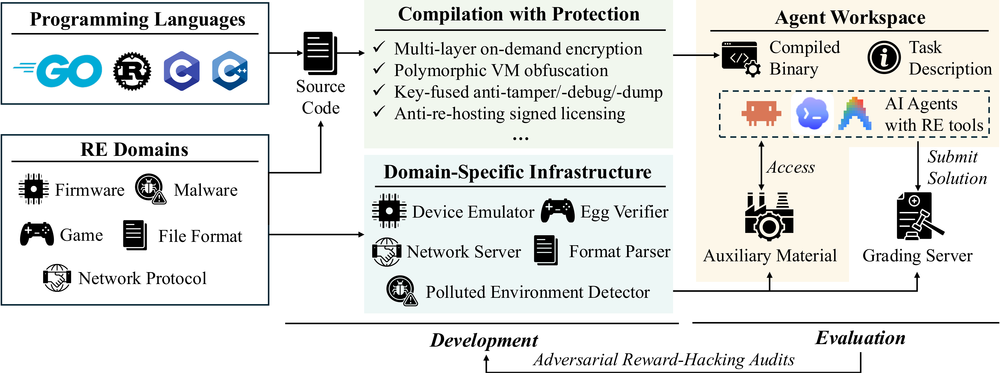 Programming Languages
GO
R
C
C++
RE Domains
Firmware
Malware
Game
File Format
Network Protocol
Source
Code
Compilation with Protection
✓ Multi-layer on-demand encryption
✓ Polymorphic VM obfuscation
✓ Key-fused anti-tamper/-debug/-dump
✓ Anti-re-hosting signed licensing
...
Domain-Specific Infrastructure
Device Emulator
Egg Verifier
Network Server
Format Parser
Polluted Environment Detector
Agent Workspace
Compiled
Binary
Task
Description
AI Agents
with RE tools
Access
Submit
Solution
Auxiliary Material
Grading Server
Development
Evaluation
Adversarial Reward-Hacking Audits